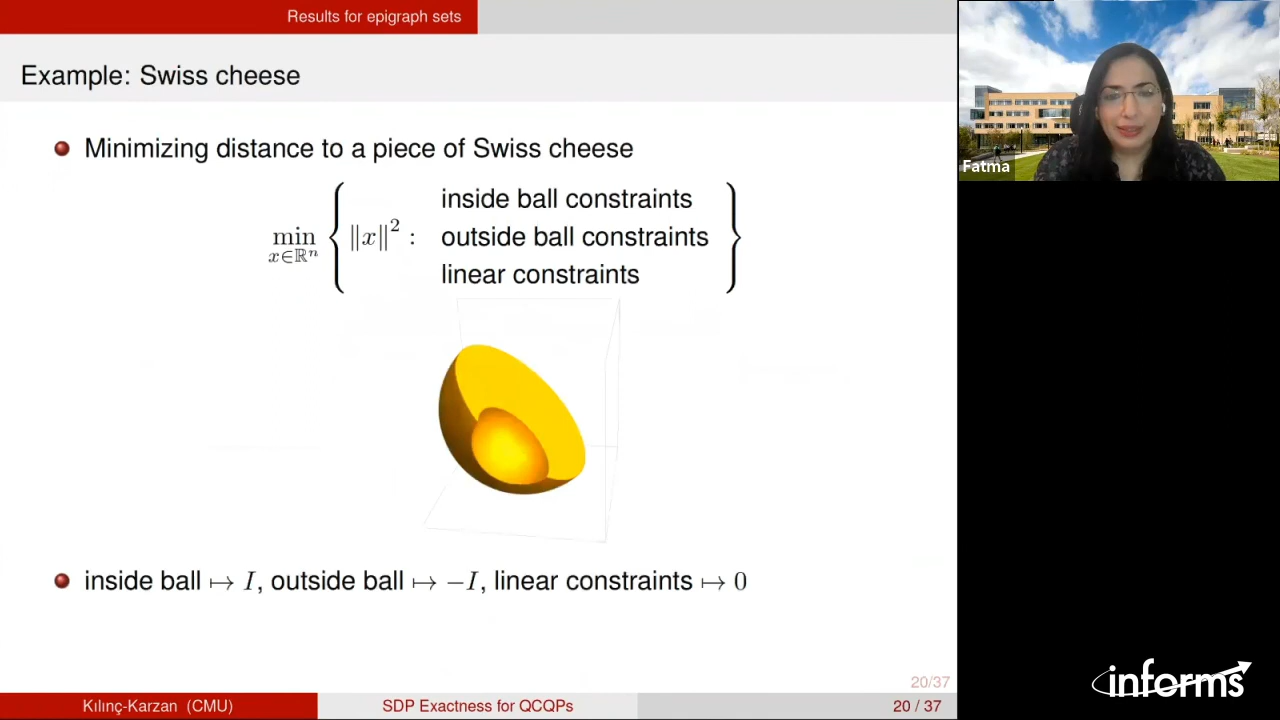 Results for epigraph sets
Example: Swiss cheese
Minimizing distance to a piece of Swiss cheese
min x∈ℝⁿ { ‖x‖² : inside ball constraints
outside ball constraints
linear constraints }
inside ball ↦ I, outside ball ↦ −I, linear constraints ↦ 0
20/37
Kılınç-Karzan (CMU)
SDP Exactness for QCQPs
20 / 37
Fatma
informs